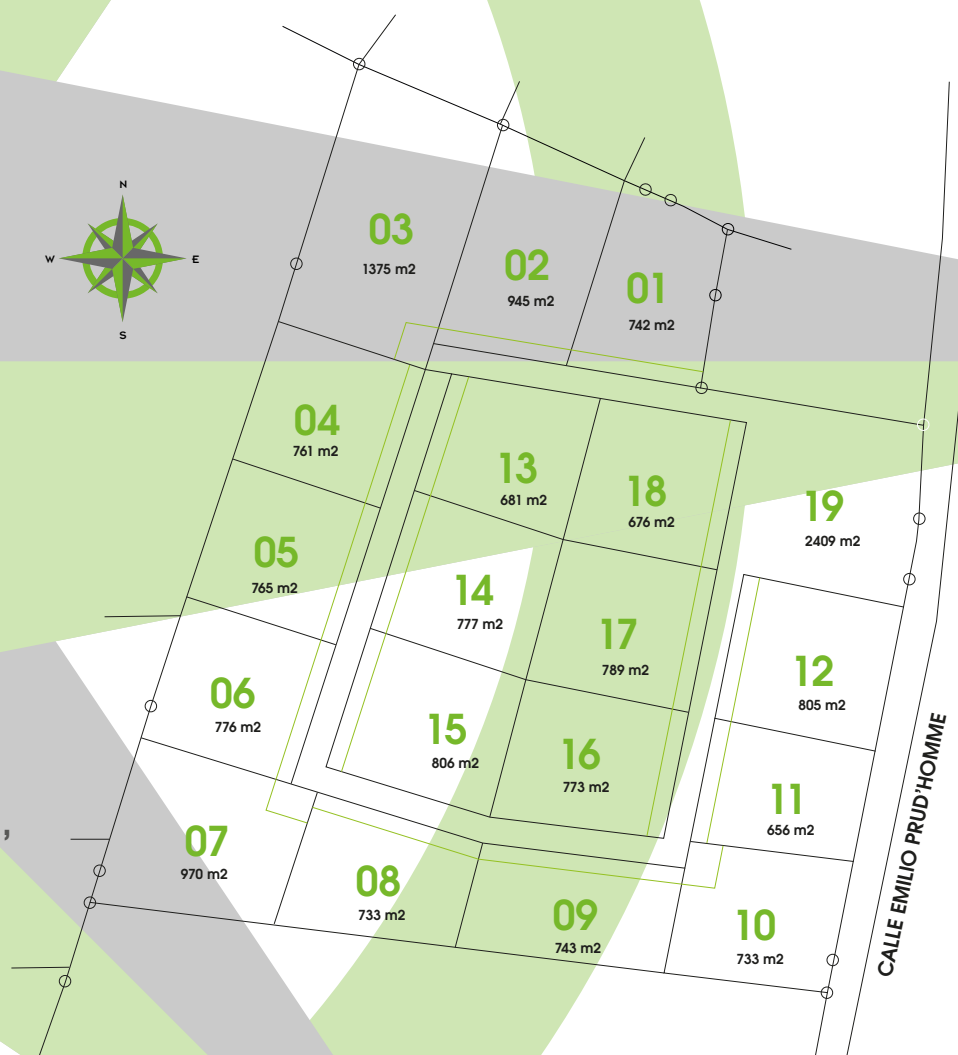 N
W
E
S
03
1375 m2
02
945 m2
01
742 m2
04
761 m2
13
681 m2
18
676 m2
19
2409 m2
05
765 m2
14
777 m2
17
789 m2
06
776 m2
12
805 m2
15
806 m2
16
773 m2
11
656 m2
,
07
970 m2
08
733 m2
09
743 m2
10
733 m2
CALLE EMILIO PRUD'HOMME